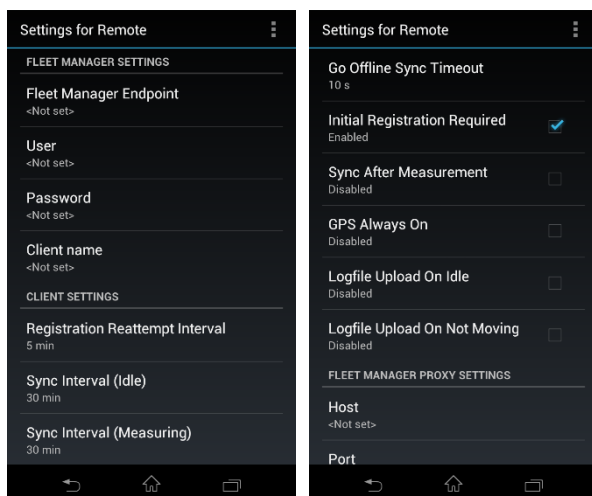 Settings for Remote
FLEET MANAGER SETTINGS
Fleet Manager Endpoint
<Not set>
User
<Not set>
Password
<Not set>
Client name
<Not set>
CLIENT SETTINGS
Registration Reattempt Interval
5 min
Sync Interval (Idle)
30 min
Sync Interval (Measuring)
30 min
Settings for Remote
Go Offline Sync Timeout
10 s
Initial Registration Required
Enabled
Sync After Measurement
Disabled
GPS Always On
Disabled
Logfile Upload On Idle
Disabled
Logfile Upload On Not Moving
Disabled
FLEET MANAGER PROXY SETTINGS
Host
<Not set>
Port